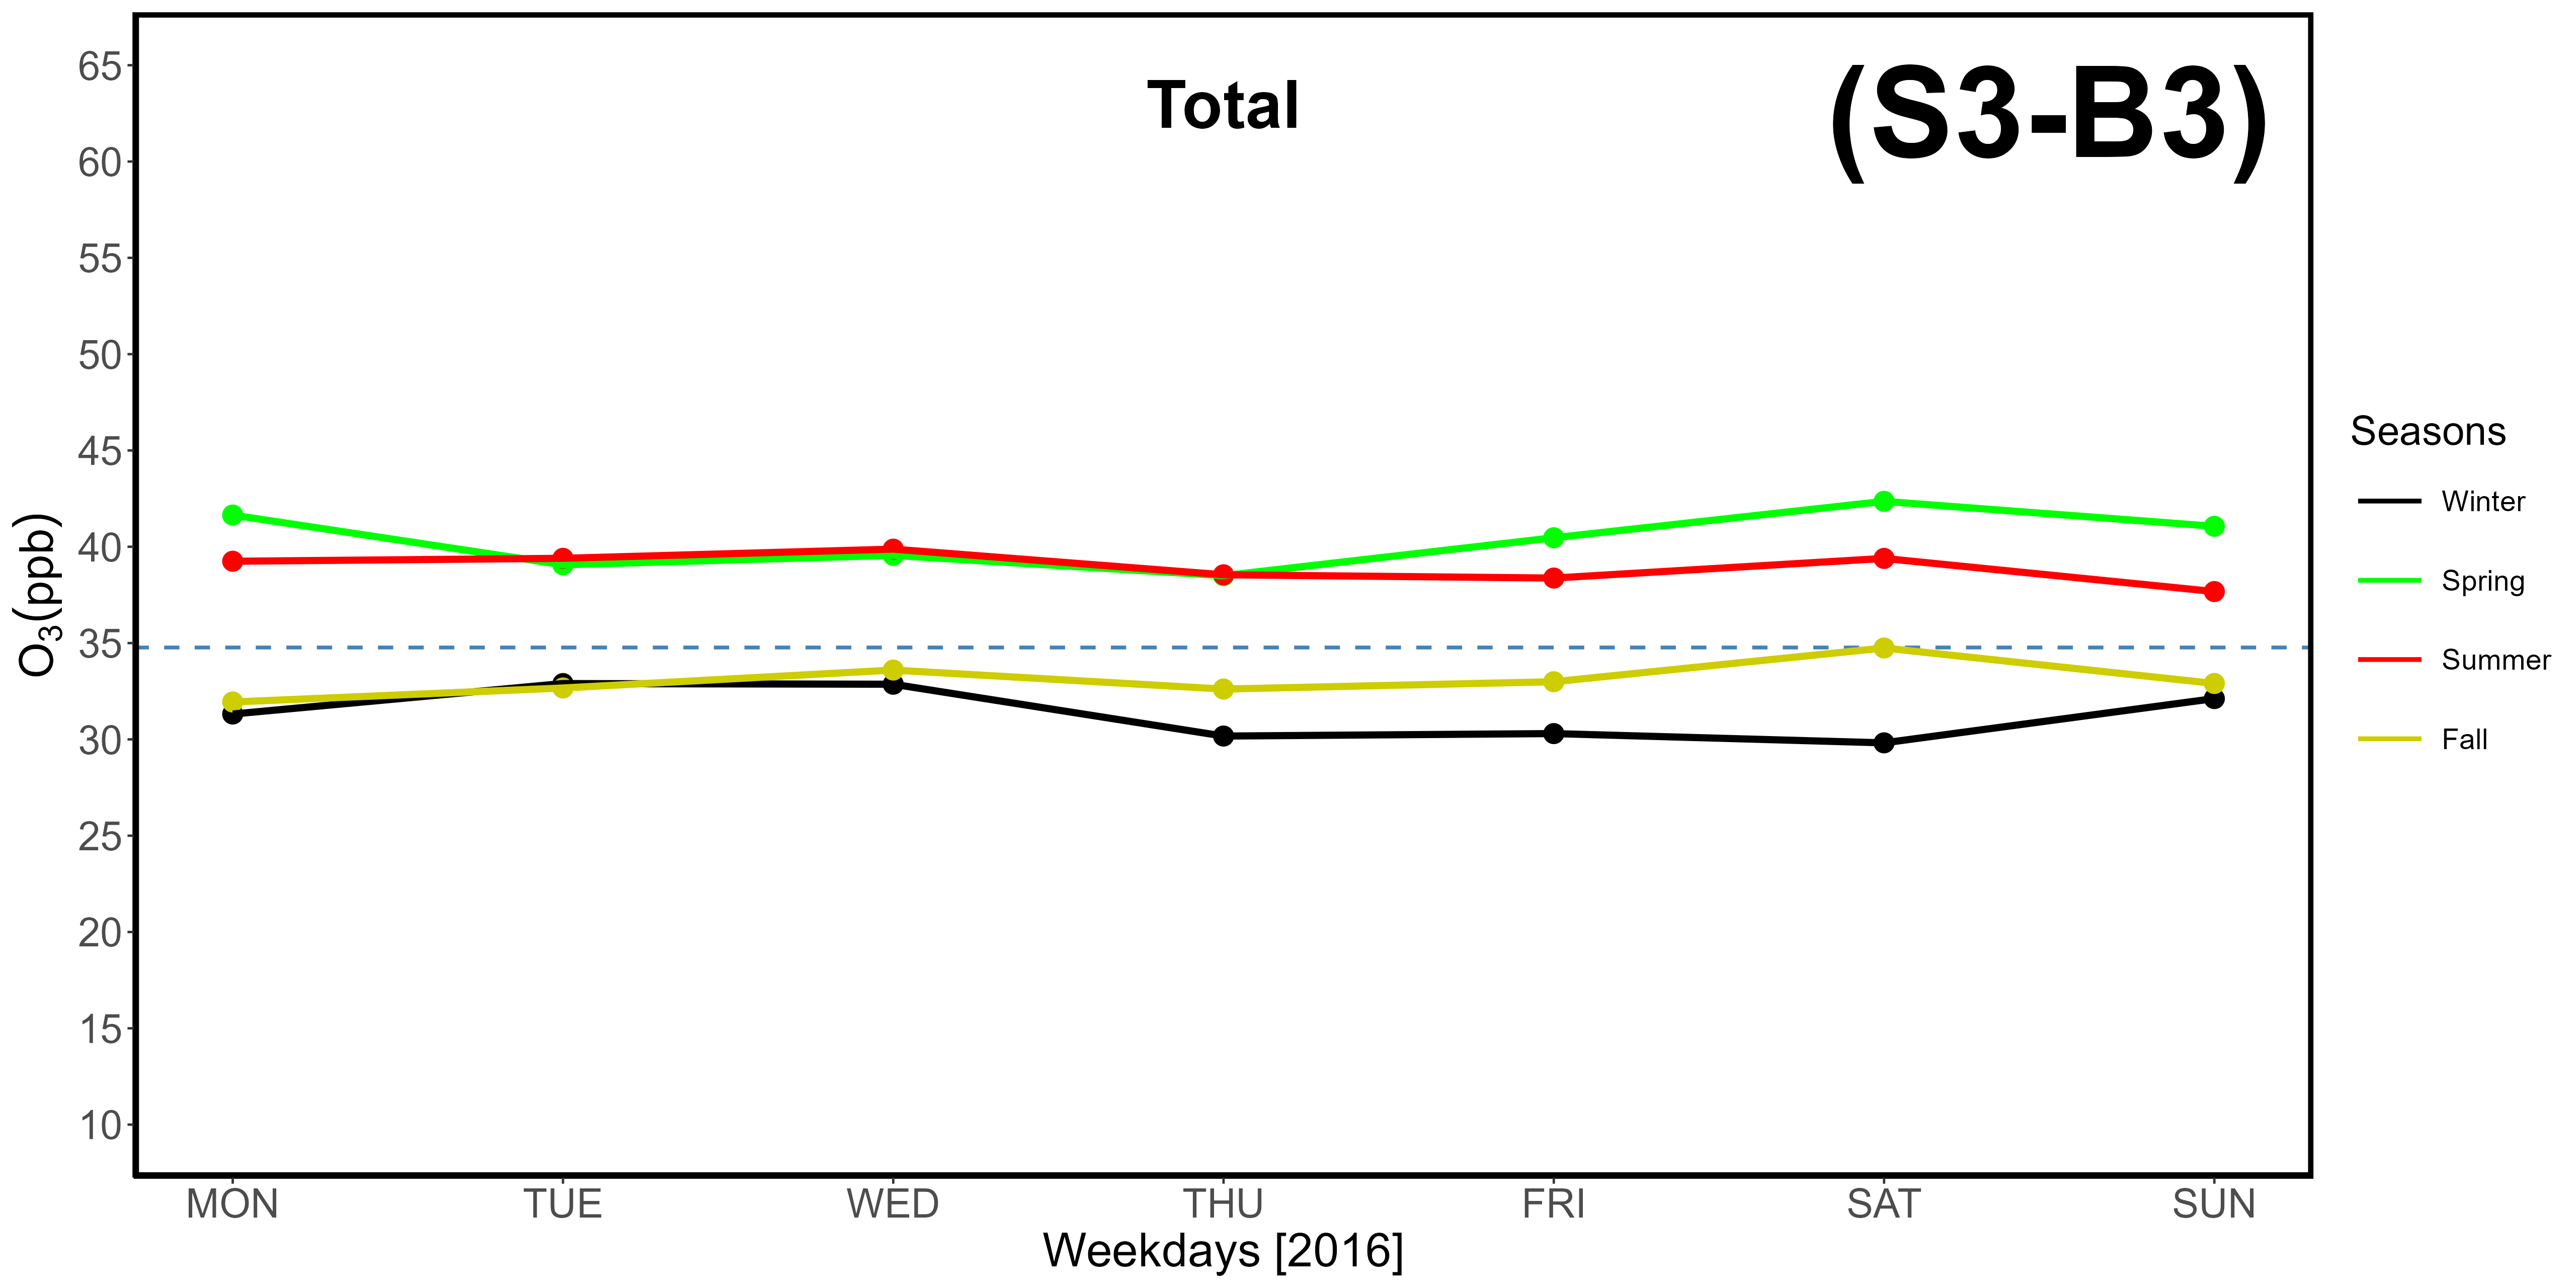 Total
(S3-B3)
65
60
55
50
45
40
35
30
25
20
15
10
O₃(ppb)
MON TUE WED THU FRI SAT SUN
Weekdays [2016]
Seasons
Winter
Spring
Summer
Fall